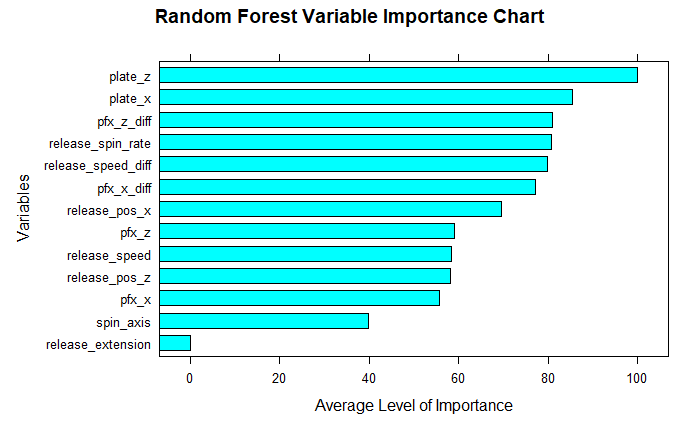 Random Forest Variable Importance Chart
Variables
plate_z
plate_x
pfx_z_diff
release_spin_rate
release_speed_diff
pfx_x_diff
release_pos_x
pfx_z
release_speed
release_pos_z
pfx_x
spin_axis
release_extension
0 20 40 60 80 100
Average Level of Importance